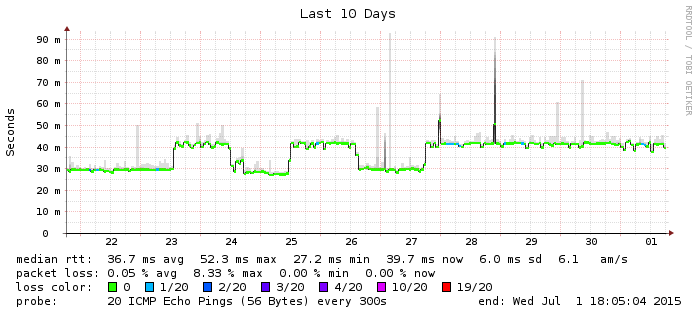 Last 10 Days
RRDTOOL / TOBI OETIKER
Seconds
90 m
80 m
70 m
60 m
50 m
40 m
30 m
20 m
10 m
0
22 23 24 25 26 27 28 29 30 01
median rtt: 36.7 ms avg 52.3 ms max 27.2 ms min 39.7 ms now 6.0 ms sd 6.1 am/s
packet loss: 0.05 % avg 8.33 % max 0.00 % min 0.00 % now
loss color: 0 1/20 2/20 3/20 4/20 10/20 19/20
probe: 20 ICMP Echo Pings (56 Bytes) every 300s end: Wed Jul 1 18:05:04 2015